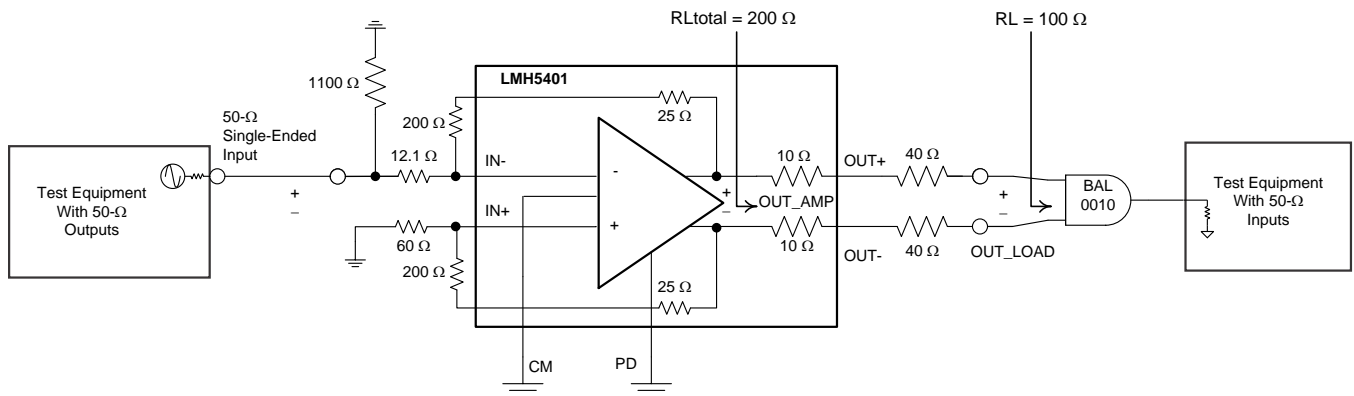 RLtotal = 200 Ω
RL = 100 Ω
1100 Ω
LMH5401
50-Ω
Single-Ended
Input
200 Ω
25 Ω
12.1 Ω
IN-
-
10 Ω
OUT+
40 Ω
Test Equipment
With 50-Ω
Outputs
+
–
+
–
OUT_AMP
+
–
BAL
0010
Test Equipment
With 50-Ω
Inputs
IN+
+
60 Ω
10 Ω
OUT-
40 Ω
OUT_LOAD
200 Ω
25 Ω
CM
PD